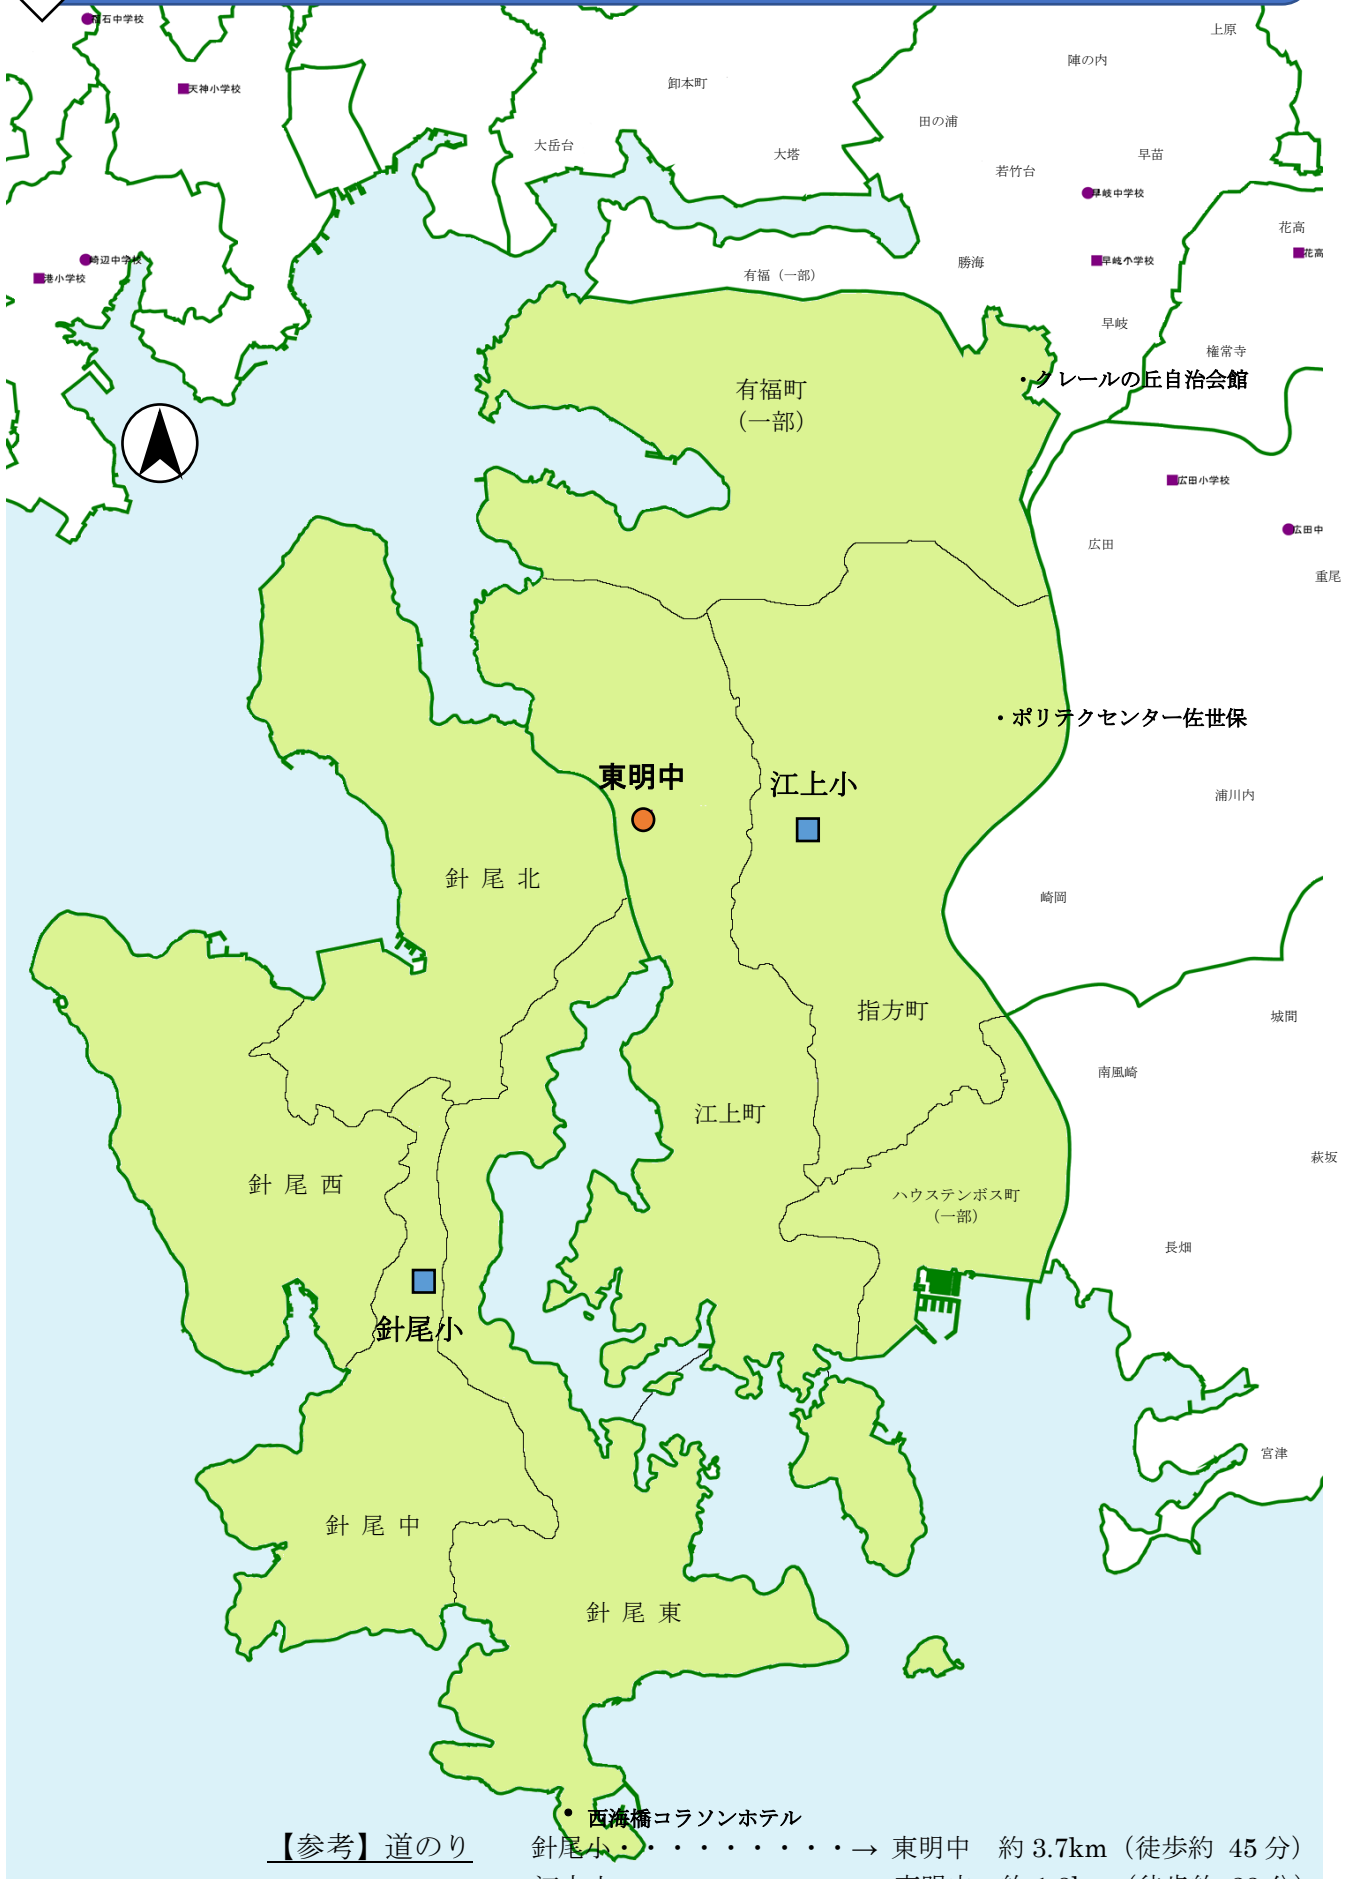 天神小学校
上原
陣の内
卸本町
田の浦
大岳台
大塔
早苗
若竹台
早岐中学校
花高
崎辺中学校
港小学校
有福（一部）
勝海
早岐小学校
花高
早岐
権常寺
・クレールの丘自治会館
有福町
（一部）
広田小学校
広田中
広田
重尾
・ポリテクセンター佐世保
東明中
江上小
浦川内
針尾北
崎岡
指方町
城間
南風崎
江上町
萩坂
針尾西
ハウステンボス町
（一部）
長畑
針尾小
宮津
針尾中
針尾東
• 西海橋コラソンホテル
【参考】道のり 針尾小・・・・・・・・・→ 東明中 約 3.7km（徒歩約 45 分）